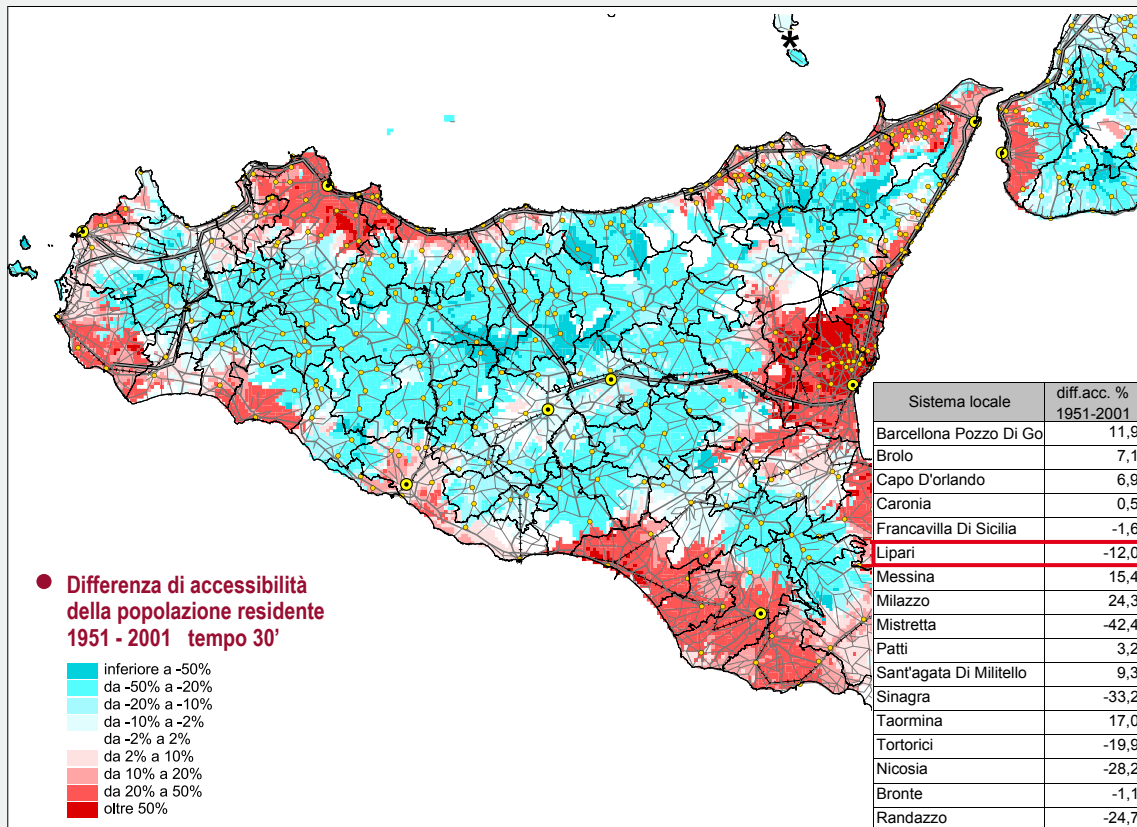 *
Sistema locale diff.acc. % 1951-2001
Barcellona Pozzo Di Go 11,9
Brolo 7,1
Capo D'orlando 6,9
Caronia 0,5
Francavilla Di Sicilia -1,6
Lipari -12,0
Messina 15,4
Milazzo 24,3
Mistretta -42,4
Patti 3,2
Sant'agata Di Militello 9,3
Sinagra -33,2
Taormina 17,0
Tortorici -19,9
Nicosia -28,2
Bronte -1,1
Randazzo -24,7
Differenza di accessibilità
della popolazione residente
1951 - 2001 tempo 30'
inferiore a -50%
da -50% a -20%
da -20% a -10%
da -10% a -2%
da -2% a 2%
da 2% a 10%
da 10% a 20%
da 20% a 50%
oltre 50%